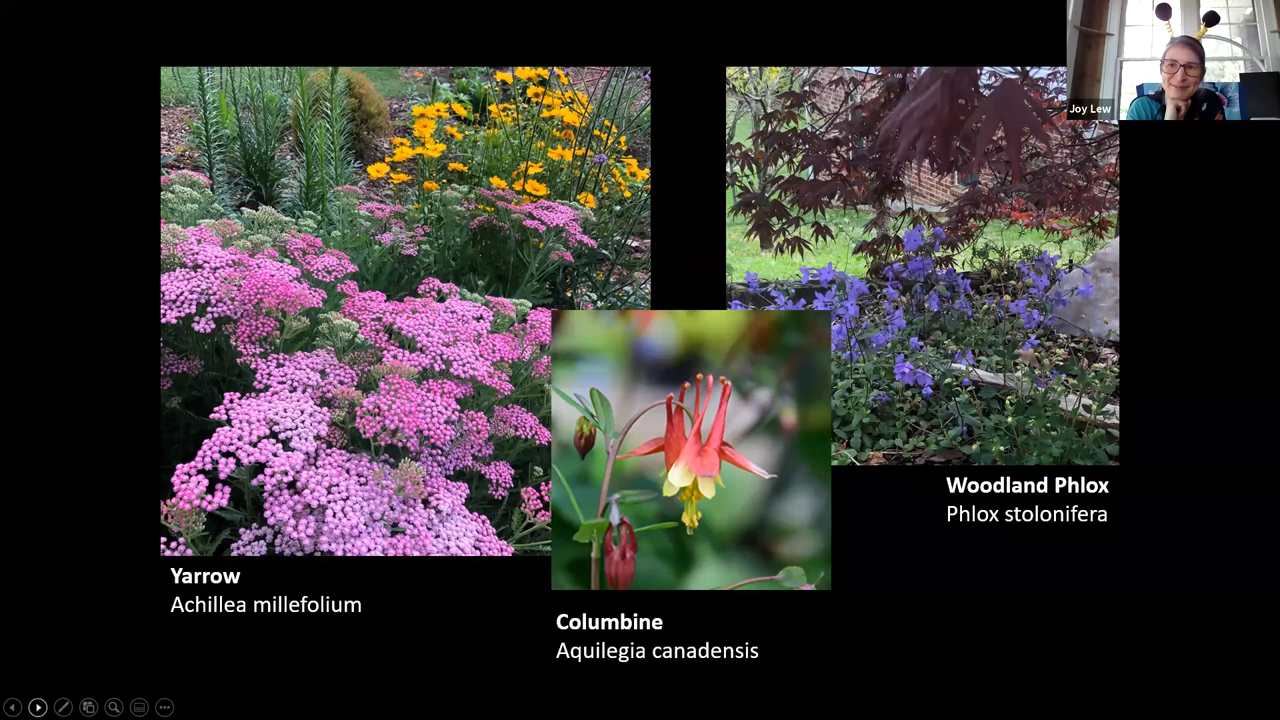 Joy Lew
Woodland Phlox
Phlox stolonifera
Yarrow
Achillea millefolium
Columbine
Aquilegia canadensis